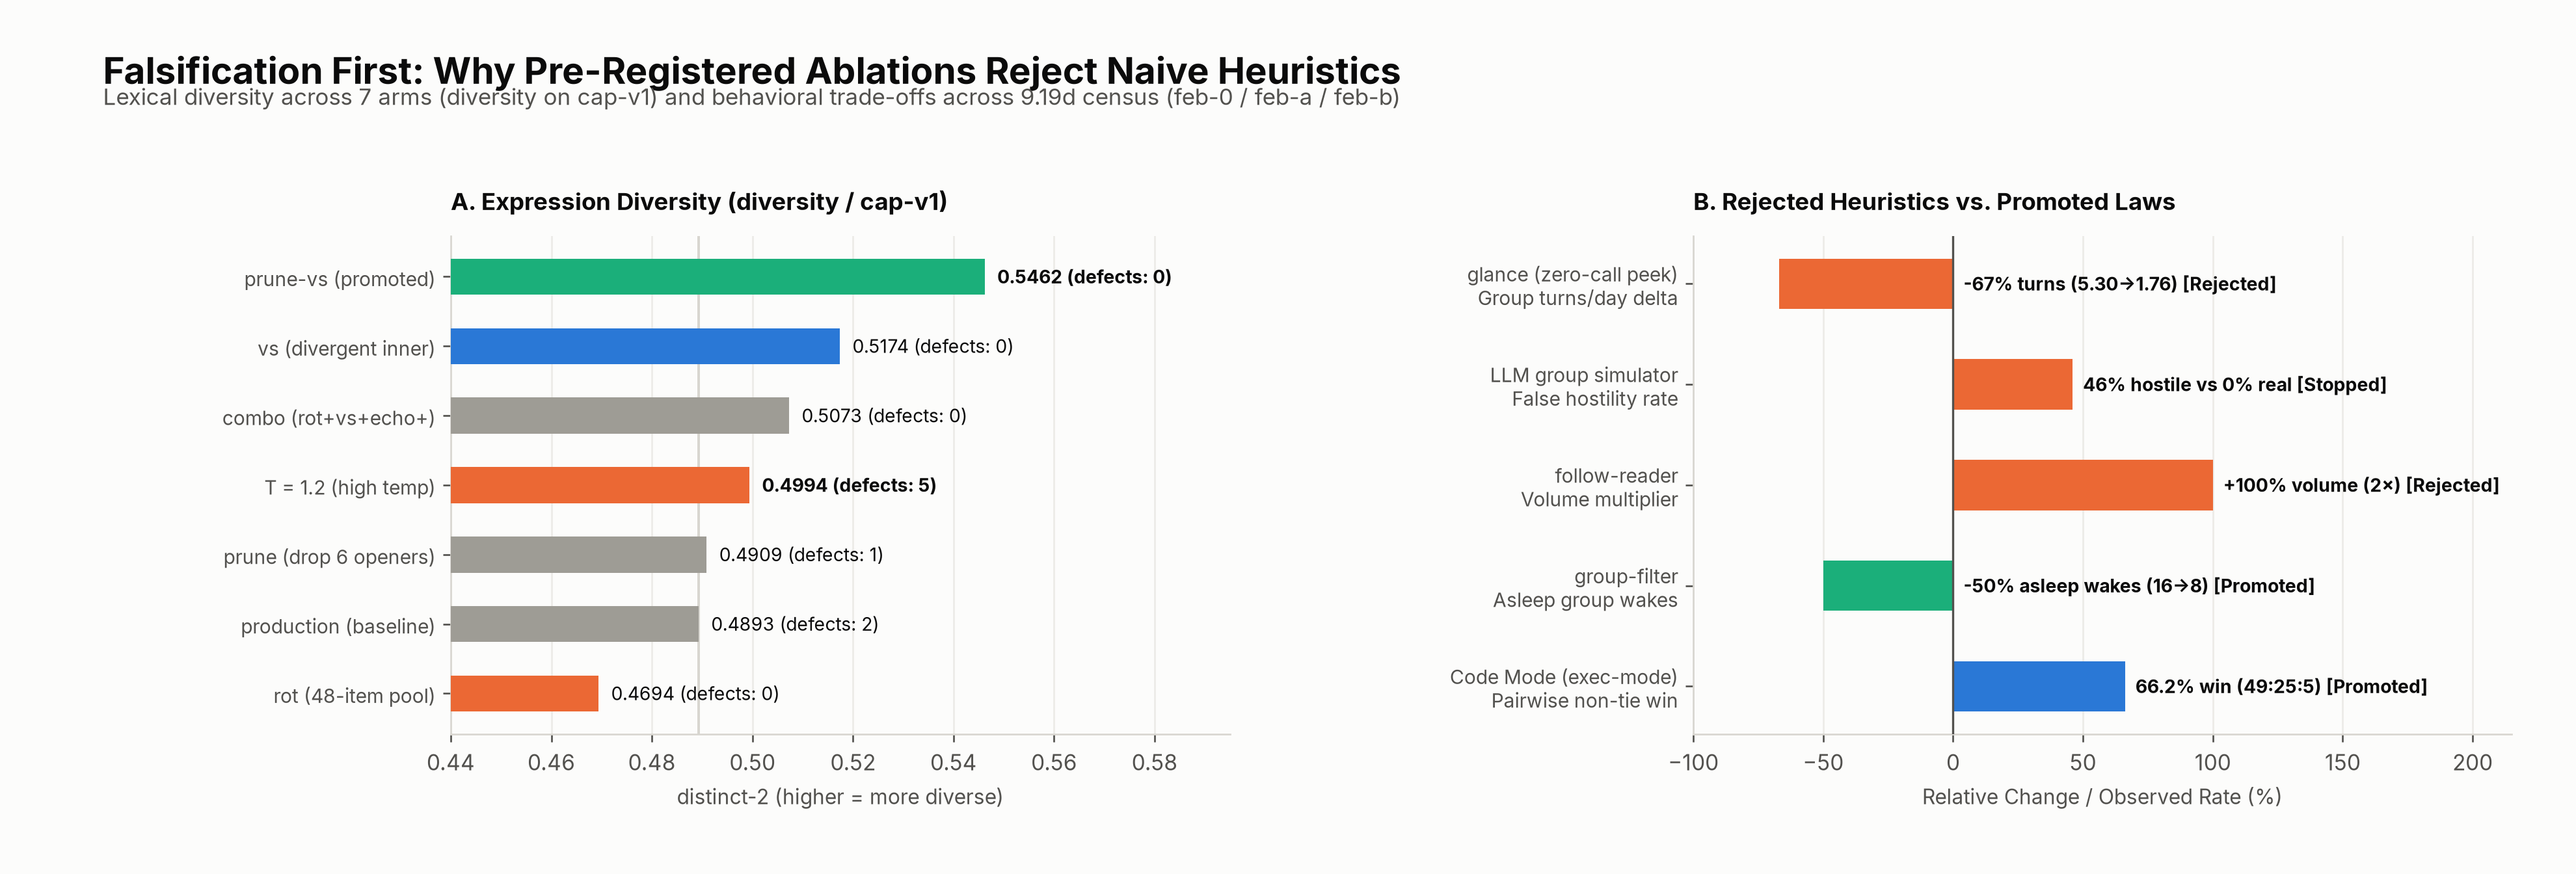 Falsification First: Why Pre-Registered Ablations Reject Naive Heuristics
Lexical diversity across 7 arms (diversity on cap-v1) and behavioral trade-offs across 9.19d census (feb-0 / feb-a / feb-b)
A. Expression Diversity (diversity / cap-v1)
prune-vs (promoted)
0.5462 (defects: 0)
vs (divergent inner)
0.5174 (defects: 0)
combo (rot+vs+echo+)
0.5073 (defects: 0)
T = 1.2 (high temp)
0.4994 (defects: 5)
prune (drop 6 openers)
0.4909 (defects: 1)
production (baseline)
0.4893 (defects: 2)
rot (48-item pool)
0.4694 (defects: 0)
0.44 0.46 0.48 0.50 0.52 0.54 0.56 0.58
distinct-2 (higher = more diverse)
B. Rejected Heuristics vs. Promoted Laws
glance (zero-call peek)
Group turns/day delta
-67% turns (5.30→1.76) [Rejected]
LLM group simulator
False hostility rate
46% hostile vs 0% real [Stopped]
follow-reader
Volume multiplier
+100% volume (2×) [Rejected]
group-filter
Asleep group wakes
-50% asleep wakes (16→8) [Promoted]
Code Mode (exec-mode)
Pairwise non-tie win
66.2% win (49:25:5) [Promoted]
−100 −50 0 50 100 150 200
Relative Change / Observed Rate (%)